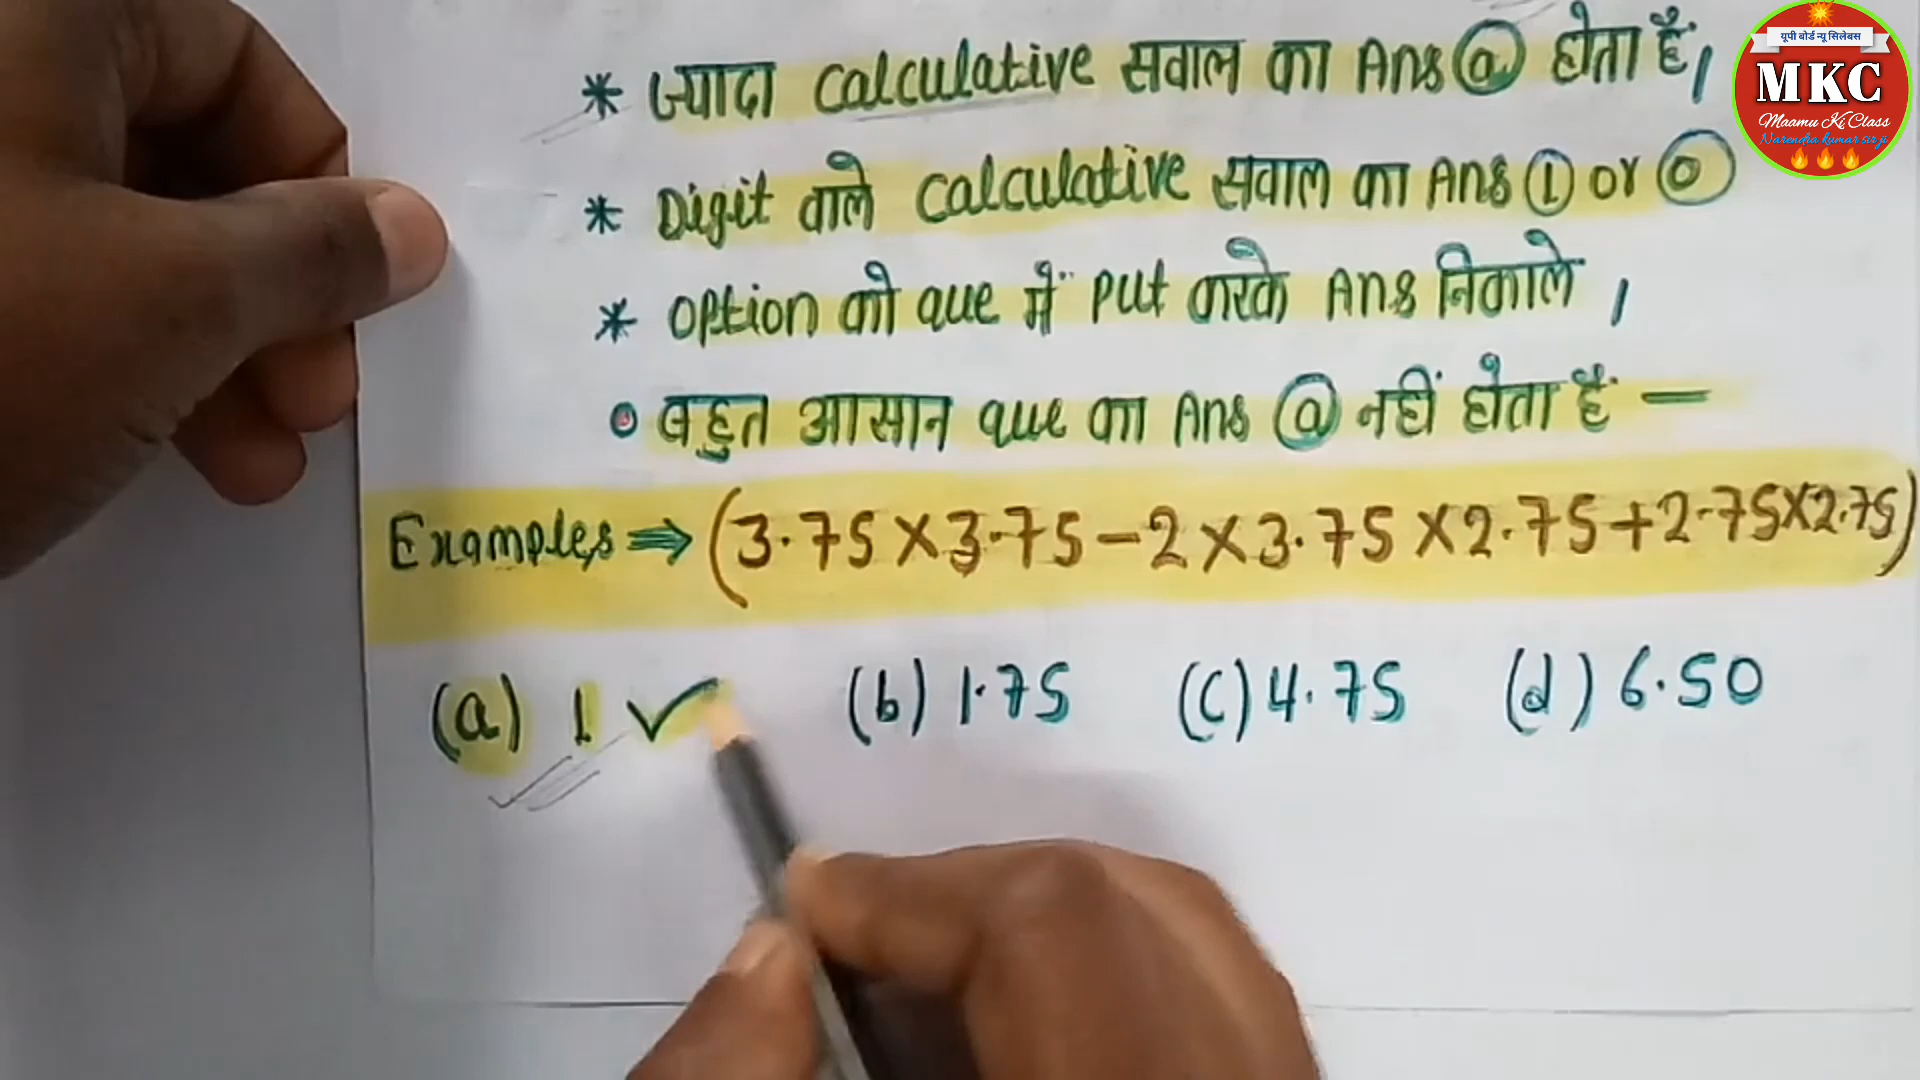 * ज्यादा Calculative सवाल का Ans ⓐ होता है,
* Digit वाले Calculative सवाल का Ans ① or ⓪
* Option को que में Put करके Ans निकाले,
• बहुत आसान que का Ans ⓐ नहीं होता है —
Examples ⇒ (3.75×3.75−2×3.75×2.75+2.75×2.75)
(a) 1 ✓ (b) 1.75 (c) 4.75 (d) 6.50
यूपी बोर्ड न्यू सिलेबस
MKC
Maamu Ki Class
Narendra kumar sir ji